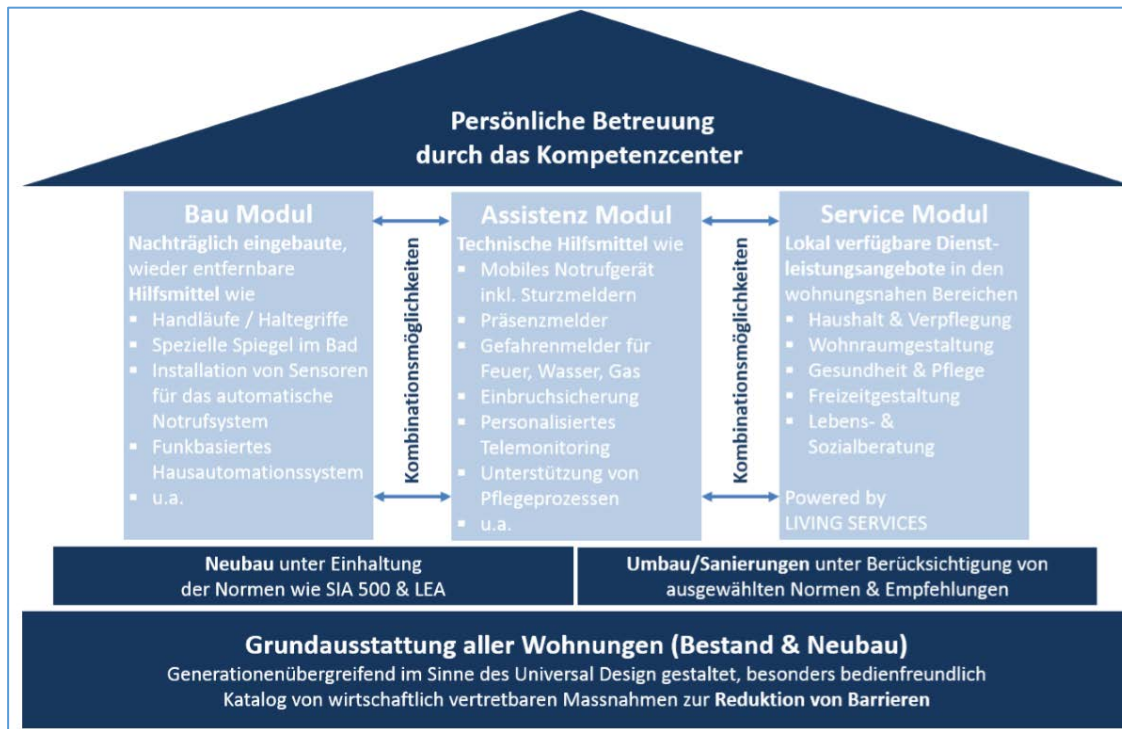 Persönliche Betreuung
durch das Kompetenzcenter
Bau Modul
Nachträglich eingebaute,
wieder entfernbare
Hilfsmittel wie
▪ Handläufe / Haltegriffe
▪ Spezielle Spiegel im Bad
▪ Installation von Sensoren
für das automatische
Notrufsystem
▪ Funkbasiertes
Hausautomationssystem
▪ u.a.
Kombinationsmöglichkeiten
Assistenz Modul
Technische Hilfsmittel wie
▪ Mobiles Notrufgerät
inkl. Sturzmeldern
▪ Präsenzmelder
▪ Gefahrenmelder für
Feuer, Wasser, Gas
▪ Einbruchsicherung
▪ Personalisiertes
Telemonitoring
▪ Unterstützung von
Pflegeprozessen
▪ u.a.
Kombinationsmöglichkeiten
Service Modul
Lokal verfügbare Dienst-
leistungsangebote in den
wohnungsnahen Bereichen
▪ Haushalt & Verpflegung
▪ Wohnraumgestaltung
▪ Gesundheit & Pflege
▪ Freizeitgestaltung
▪ Lebens- &
Sozialberatung
Powered by
LIVING SERVICES
Neubau unter Einhaltung
der Normen wie SIA 500 & LEA
Umbau/Sanierungen unter Berücksichtigung von
ausgewählten Normen & Empfehlungen
Grundausstattung aller Wohnungen (Bestand & Neubau)
Generationenübergreifend im Sinne des Universal Design gestaltet, besonders bedienfreundlich
Katalog von wirtschaftlich vertretbaren Massnahmen zur Reduktion von Barrieren